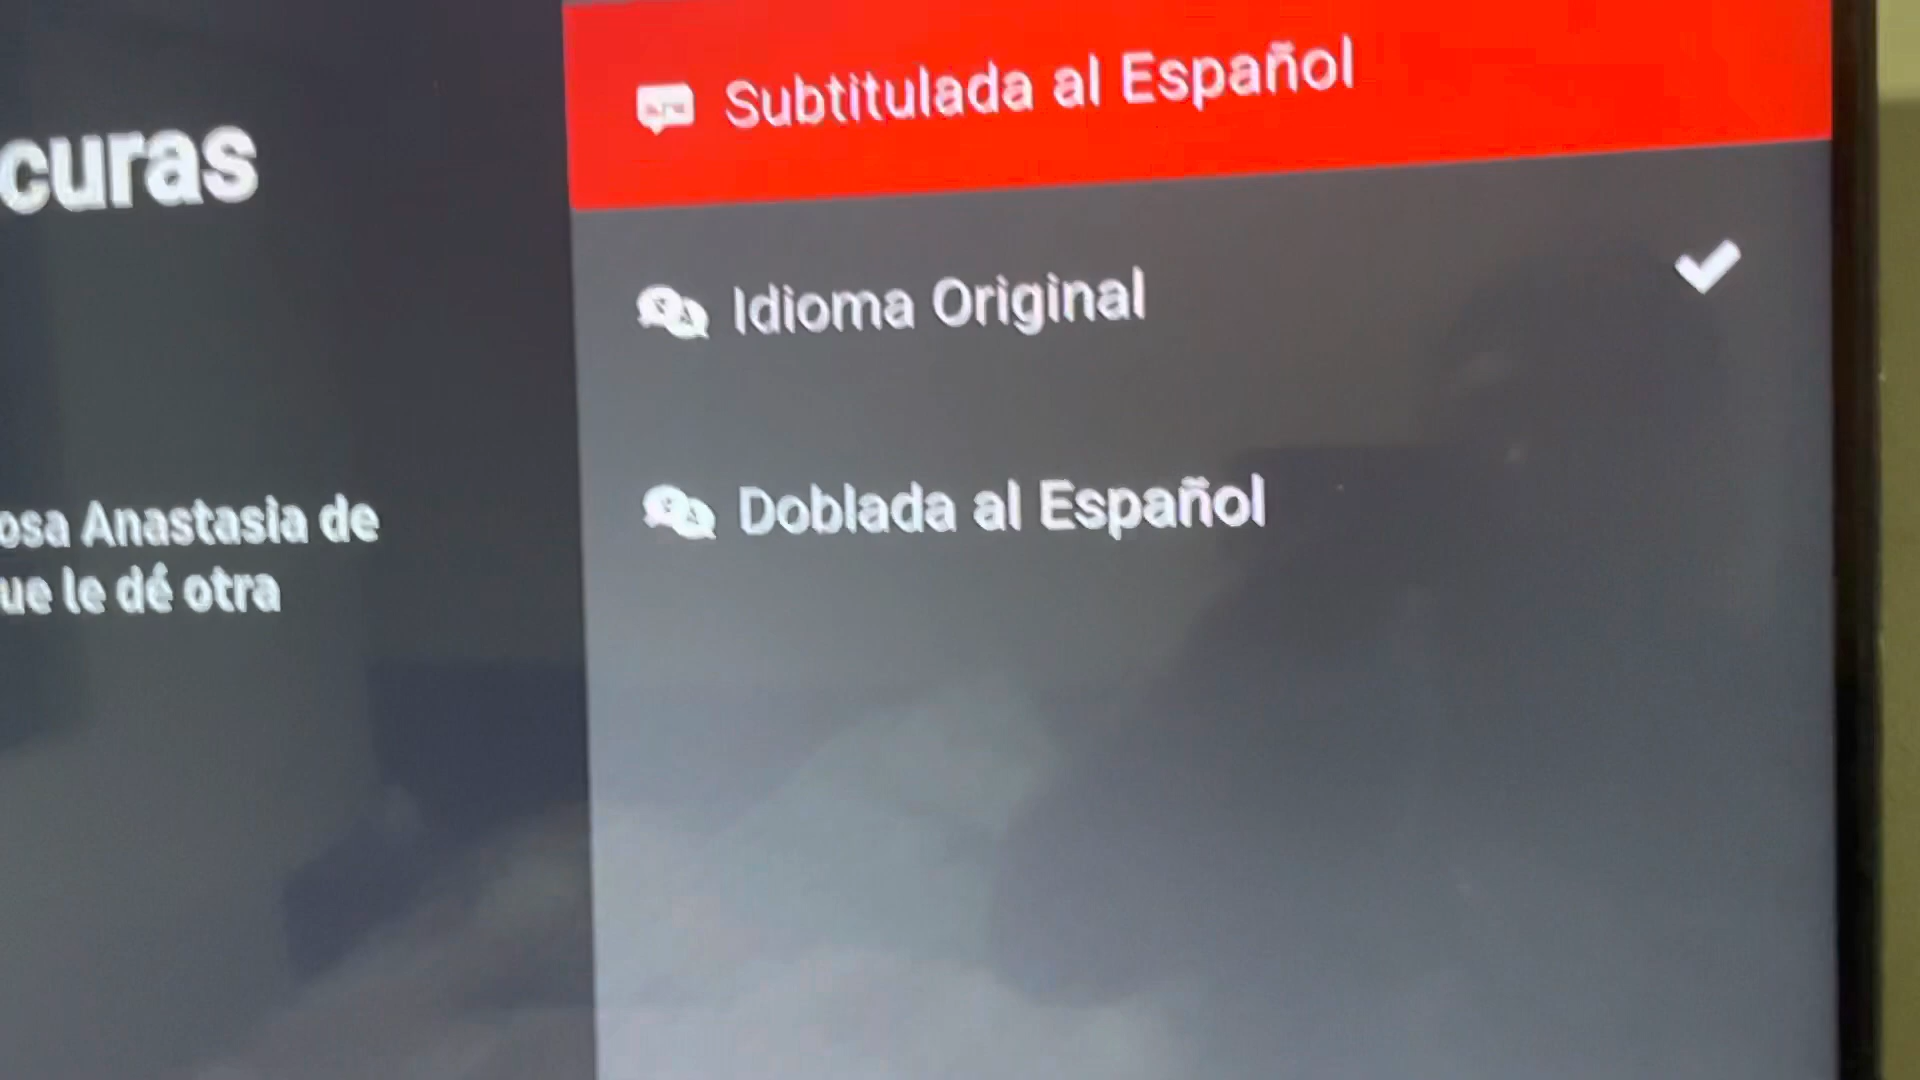 curas
osa Anastasia de
ue le dé otra
Subtitulada al Español
Idioma Original
Doblada al Español